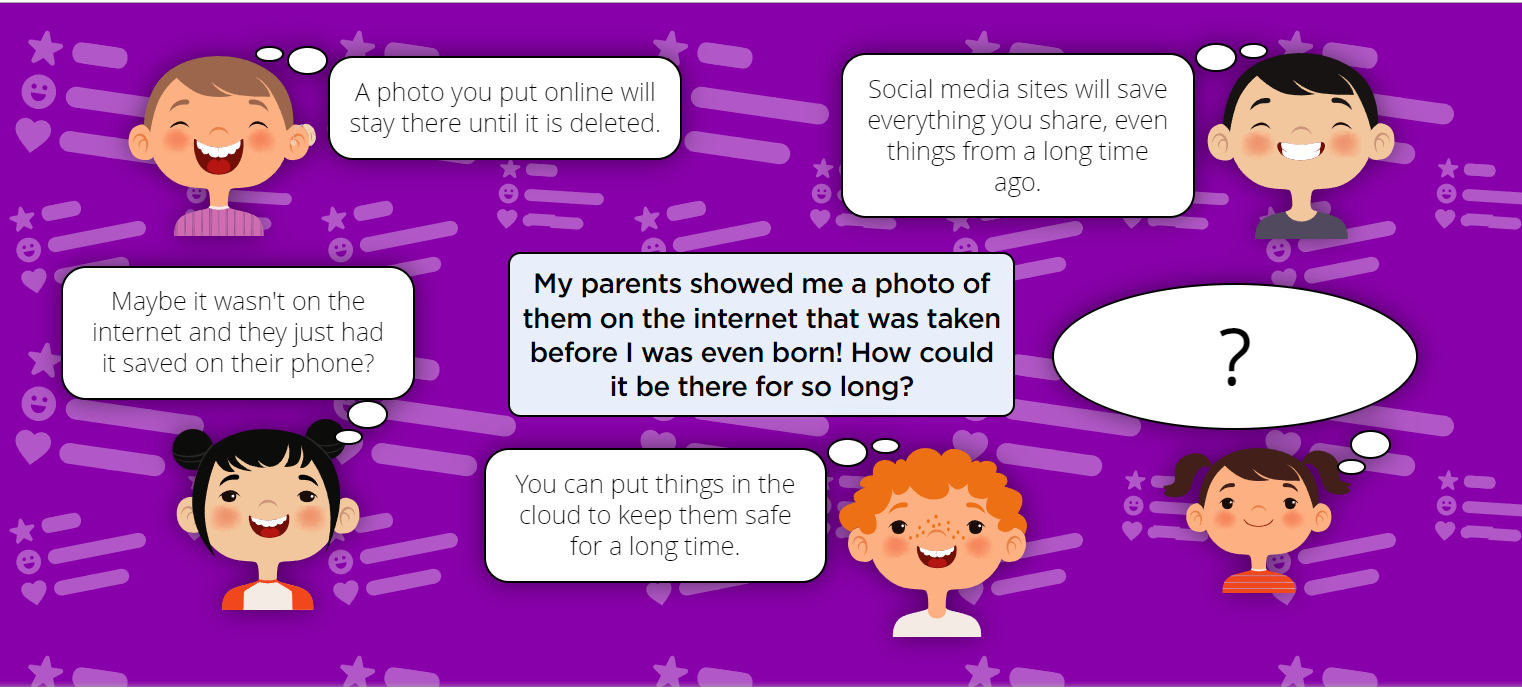 A photo you put online will
stay there until it is deleted.
Social media sites will save
everything you share, even
things from a long time
ago.
Maybe it wasn't on the
internet and they just had
it saved on their phone?
My parents showed me a photo of
them on the internet that was taken
before I was even born! How could
it be there for so long?
?
You can put things in the
cloud to keep them safe
for a long time.